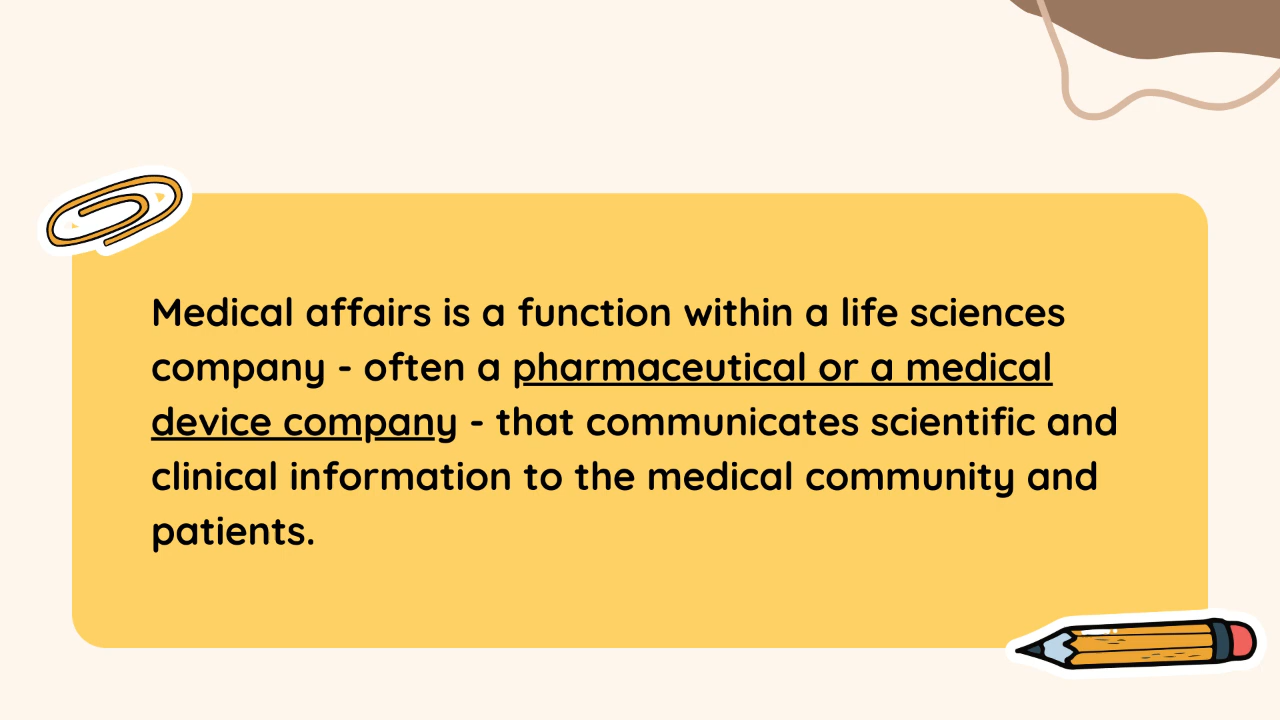 Medical affairs is a function within a life sciences
company - often a pharmaceutical or a medical
device company - that communicates scientific and
clinical information to the medical community and
patients.